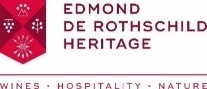 EDMOND
DE ROTHSCHILD
HERITAGE
WINES · HOSPITALITY · NATURE